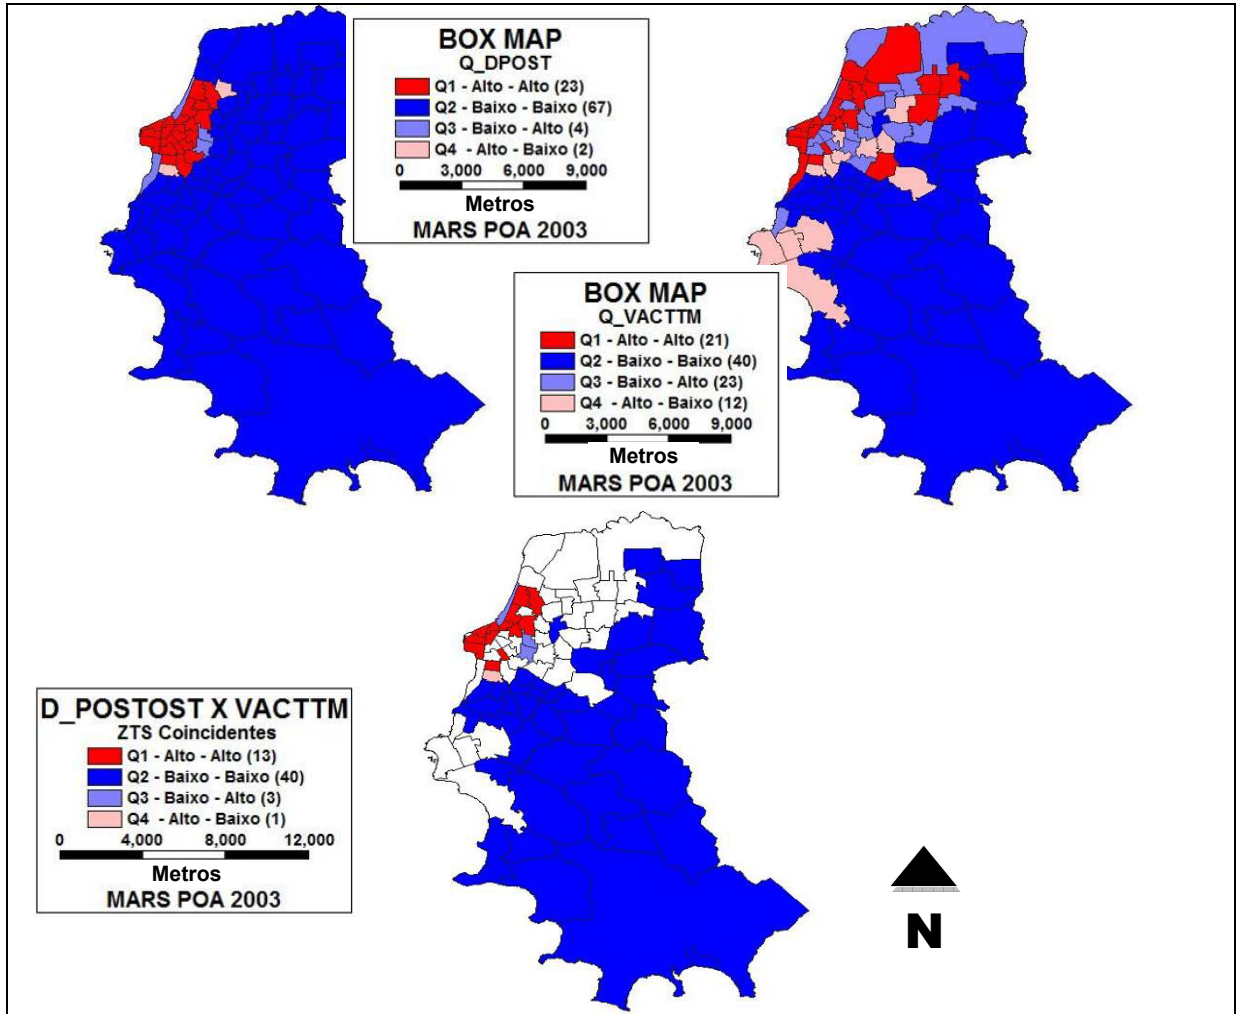 BOX MAP
Q_DPOST
Q1 - Alto - Alto (23)
Q2 - Baixo - Baixo (67)
Q3 - Baixo - Alto (4)
Q4 - Alto - Baixo (2)
0 3,000 6,000 9,000
Metros
MARS POA 2003
BOX MAP
Q_VACTTM
Q1 - Alto - Alto (21)
Q2 - Baixo - Baixo (40)
Q3 - Baixo - Alto (23)
Q4 - Alto - Baixo (12)
0 3,000 6,000 9,000
Metros
MARS POA 2003
D_POSTOST X VACTTM
ZTS Coincidentes
Q1 - Alto - Alto (13)
Q2 - Baixo - Baixo (40)
Q3 - Baixo - Alto (3)
Q4 - Alto - Baixo (1)
0 4,000 8,000 12,000
Metros
MARS POA 2003
N